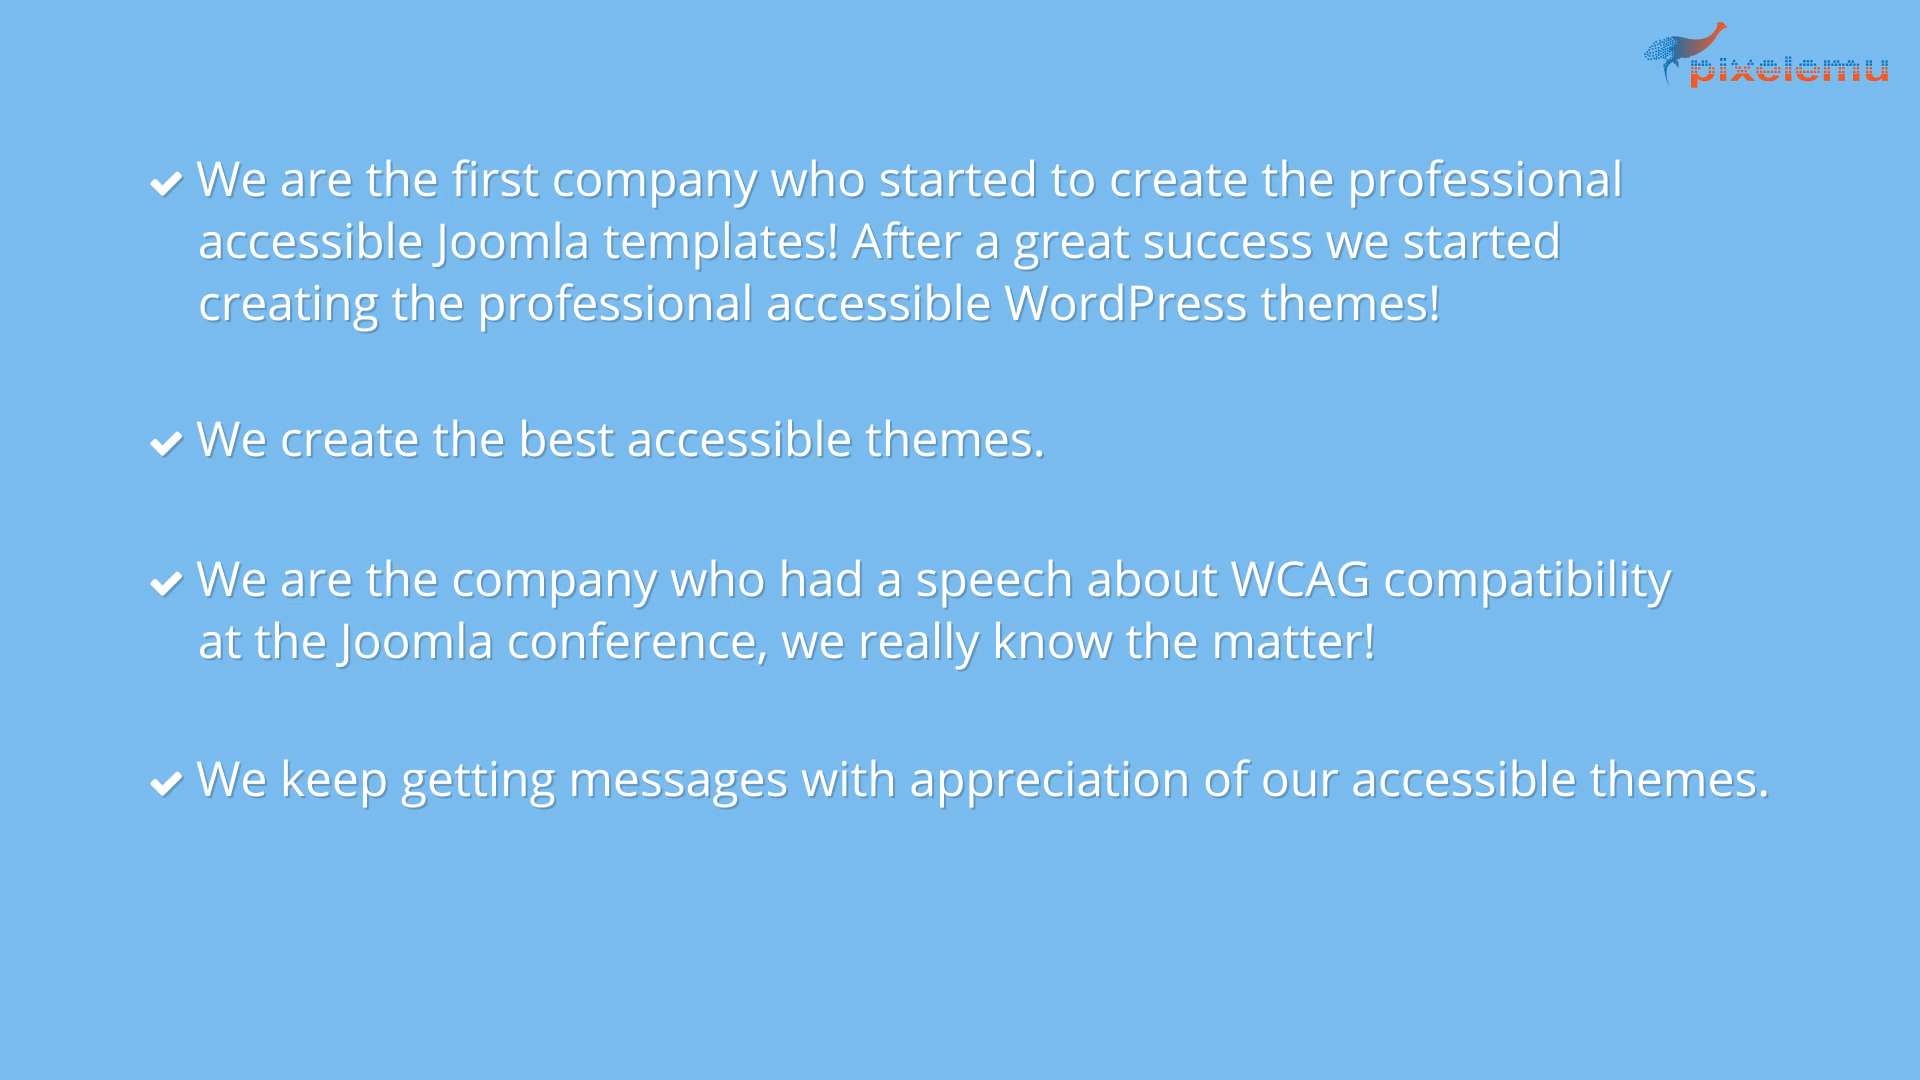 pixelemu
We are the first company who started to create the professional
accessible Joomla templates! After a great success we started
creating the professional accessible WordPress themes!
We create the best accessible themes.
We are the company who had a speech about WCAG compatibility
at the Joomla conference, we really know the matter!
We keep getting messages with appreciation of our accessible themes.